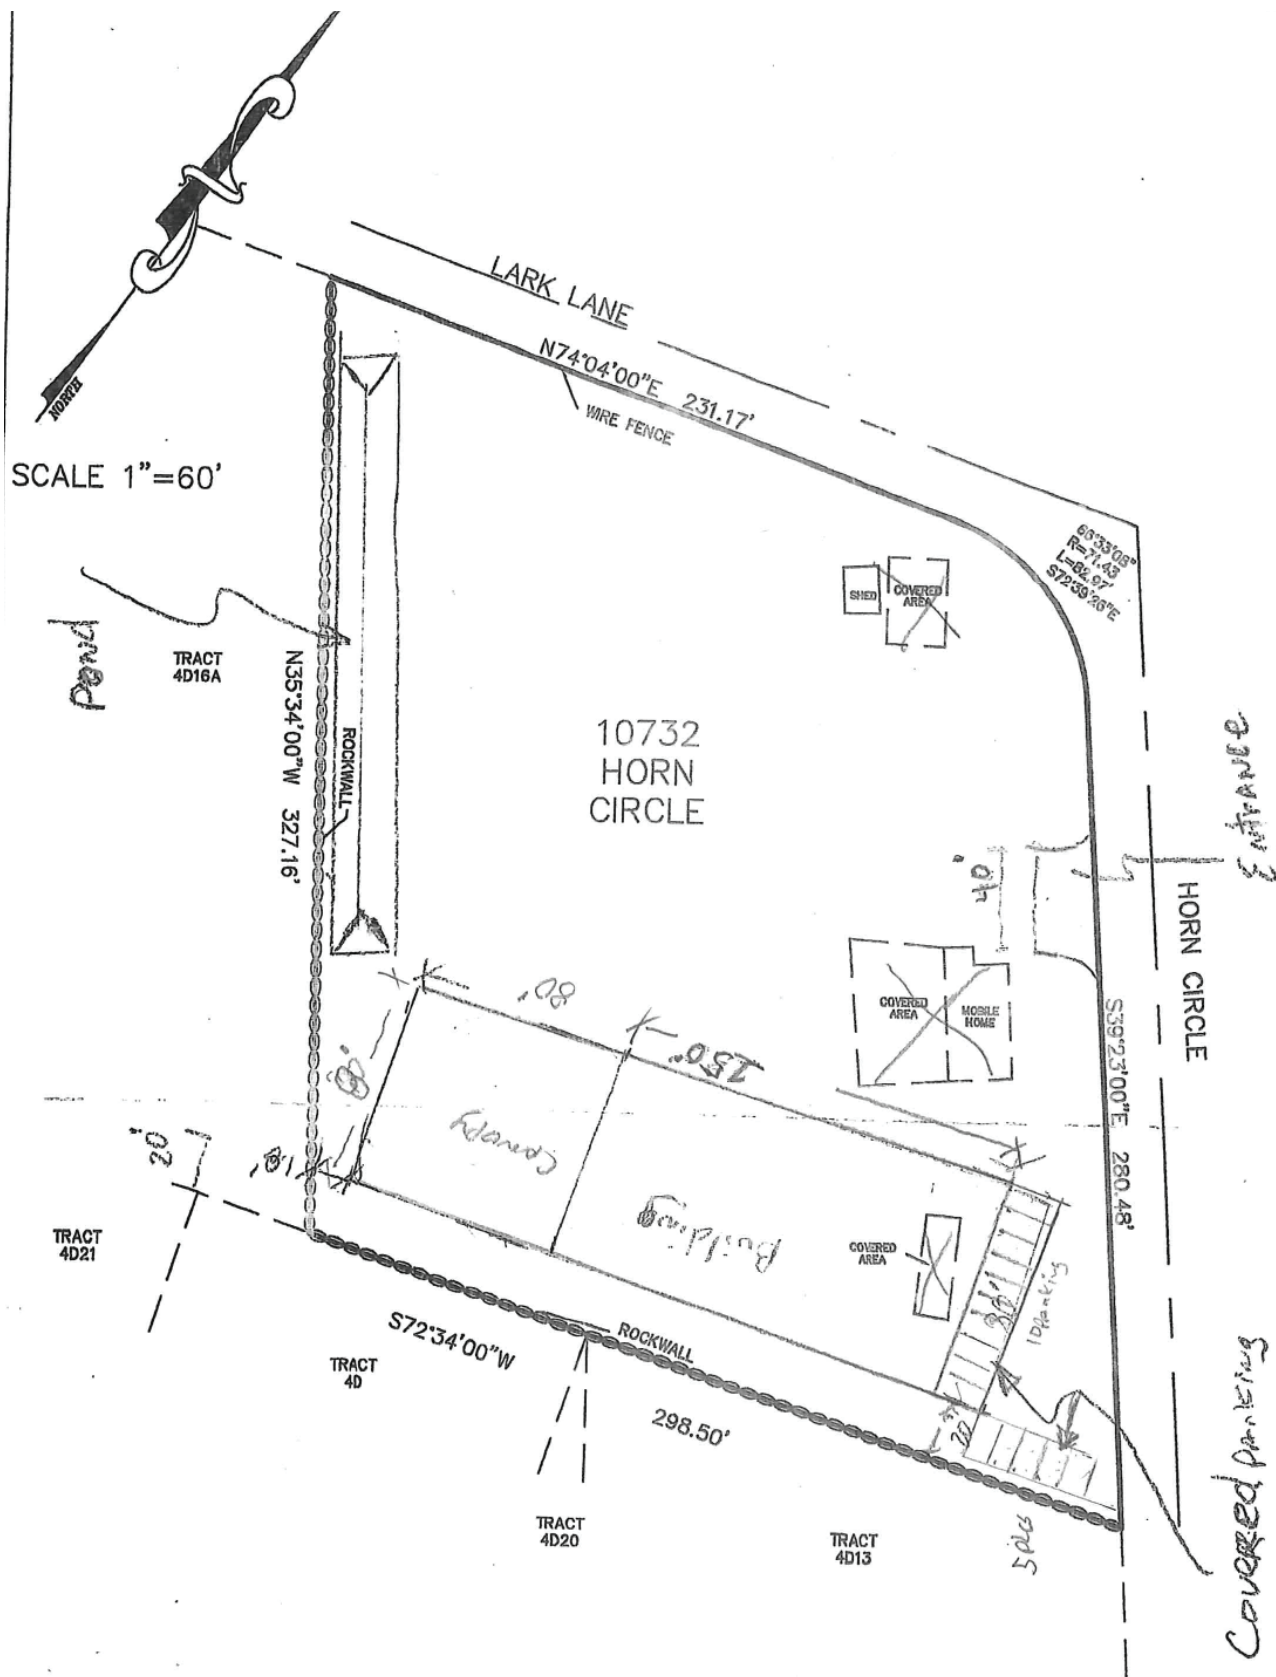 NORTH
SCALE 1"=60'
LARK LANE
N74°04'00"E 231.17'
WIRE FENCE
66°33'08"
R=71.43
L=82.97'
S72°39'26"E
SHED
COVERED
AREA
Pond
TRACT
4D16A
N35°34'00"W 327.16'
ROCKWALL
10732
HORN
CIRCLE
Entrance
40'
HORN CIRCLE
S39°23'00"E 280.48'
COVERED
AREA
MOBILE
HOME
80'
150'
80'
Canopy
Building
10'
20'
COVERED
AREA
80'
10 Parking
20'
TRACT
4D21
S72°34'00"W
298.50'
ROCKWALL
TRACT
4D
TRACT
4D20
TRACT
4D13
Covered Parking